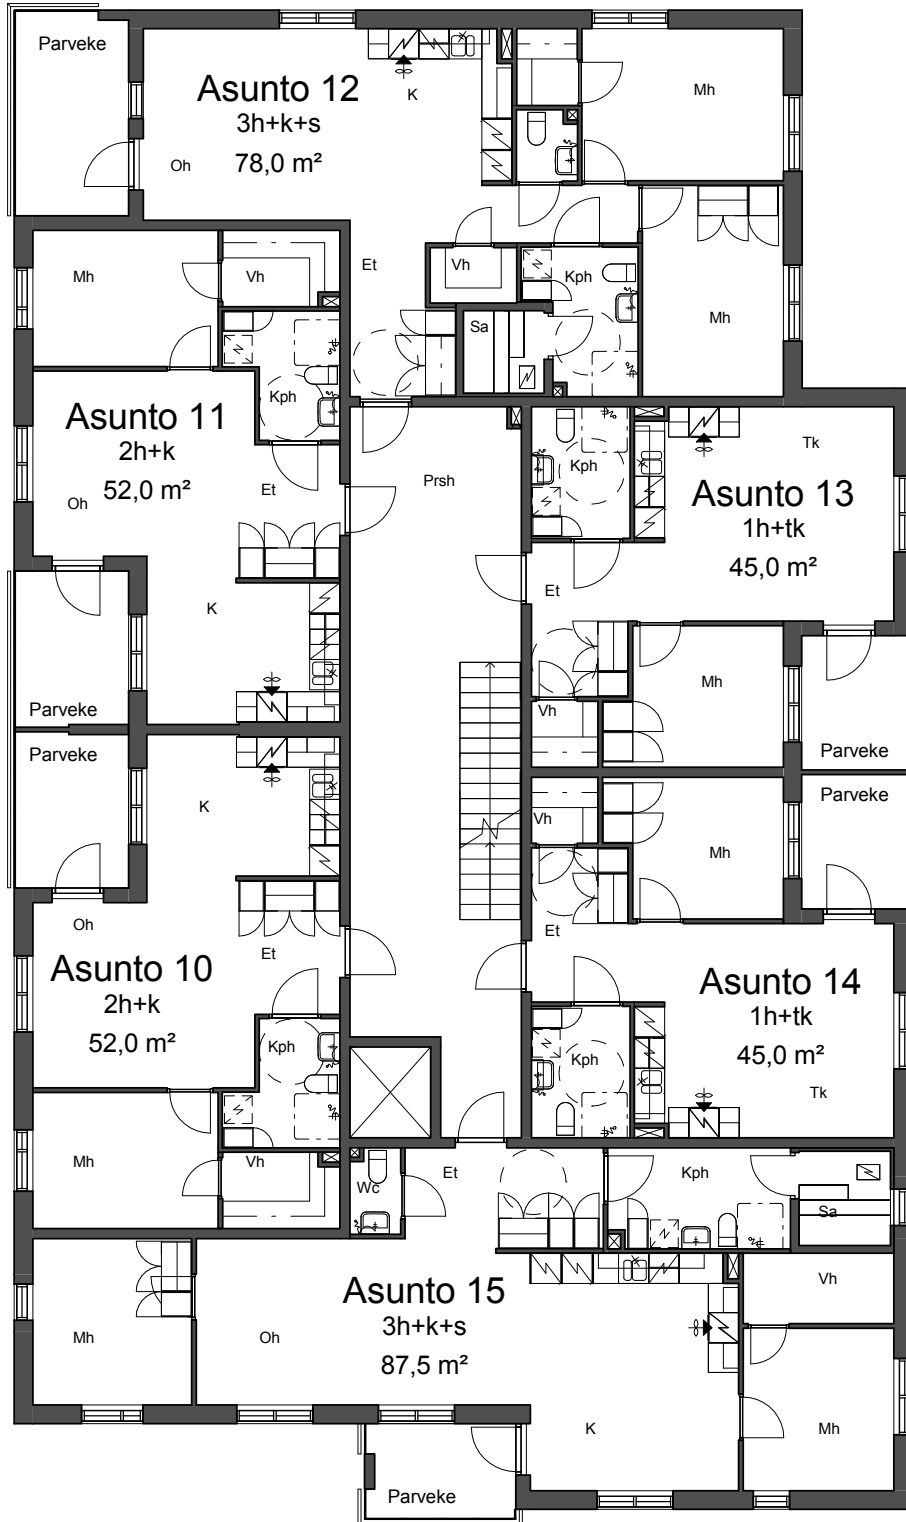 Parveke
Asunto 12
3h+k+s
78,0 m²
K
Oh
Mh
Et
Vh
Kph
Sa
Mh
Mh
Vh
Kph
Asunto 11
2h+k
52,0 m²
Oh
Et
K
Parveke
Prsh
Kph
Tk
Asunto 13
1h+tk
45,0 m²
Et
Mh
Vh
Parveke
Parveke
K
Oh
Et
Asunto 10
2h+k
52,0 m²
Kph
Mh
Vh
Parveke
Vh
Mh
Et
Asunto 14
1h+tk
45,0 m²
Kph
Tk
Wc
Et
Kph
Sa
Vh
Asunto 15
3h+k+s
87,5 m²
Mh
Oh
K
Mh
Parveke